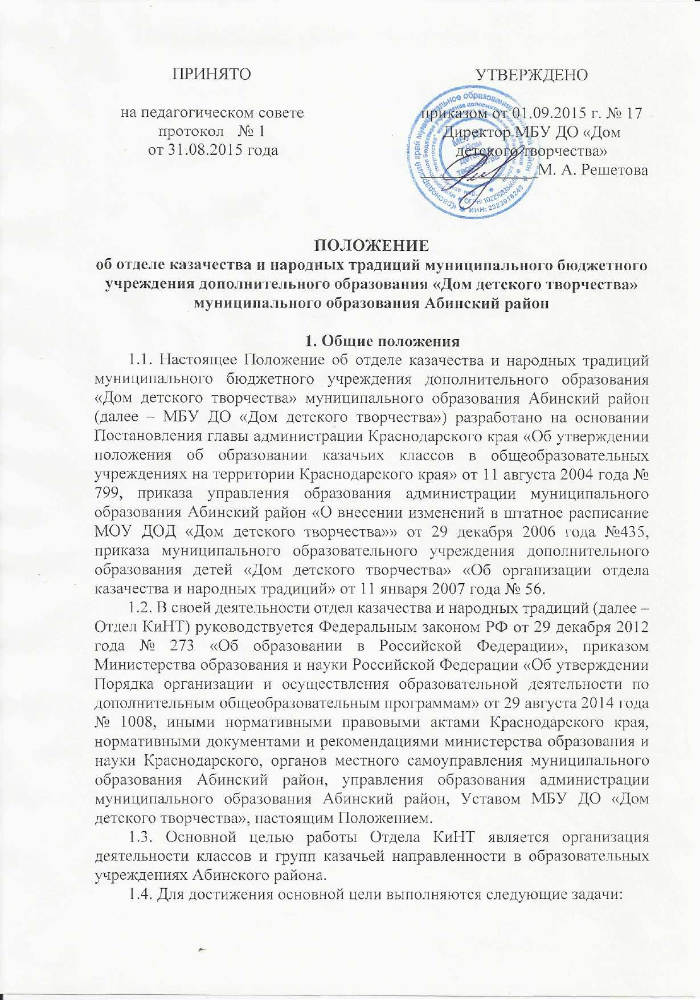 ПРИНЯТО
на педагогическом совете
протокол № 1
от 31.08.2015 года
УТВЕРЖДЕНО
приказом от 01.09.2015 г. № 17
Директор МБУ ДО «Дом
детского творчества»
М. А. Решетова
Краснодарский край муниципальное образование Абинский район
МБУ ДО
"Дом
детского
творчества"
ОГРН: 1022303384058
ИНН: 2323018249
ПОЛОЖЕНИЕ
об отделе казачества и народных традиций муниципального бюджетного
учреждения дополнительного образования «Дом детского творчества»
муниципального образования Абинский район
1. Общие положения
1.1. Настоящее Положение об отделе казачества и народных традиций
муниципального бюджетного учреждения дополнительного образования
«Дом детского творчества» муниципального образования Абинский район
(далее – МБУ ДО «Дом детского творчества») разработано на основании
Постановления главы администрации Краснодарского края «Об утверждении
положения об образовании казачьих классов в общеобразовательных
учреждениях на территории Краснодарского края» от 11 августа 2004 года №
799, приказа управления образования администрации муниципального
образования Абинский район «О внесении изменений в штатное расписание
МОУ ДОД «Дом детского творчества»» от 29 декабря 2006 года №435,
приказа муниципального образовательного учреждения дополнительного
образования детей «Дом детского творчества» «Об организации отдела
казачества и народных традиций» от 11 января 2007 года № 56.
1.2. В своей деятельности отдел казачества и народных традиций (далее –
Отдел КиНТ) руководствуется Федеральным законом РФ от 29 декабря 2012
года № 273 «Об образовании в Российской Федерации», приказом
Министерства образования и науки Российской Федерации «Об утверждении
Порядка организации и осуществления образовательной деятельности по
дополнительным общеобразовательным программам» от 29 августа 2014 года
№ 1008, иными нормативными правовыми актами Краснодарского края,
нормативными документами и рекомендациями министерства образования и
науки Краснодарского, органов местного самоуправления муниципального
образования Абинский район, управления образования администрации
муниципального образования Абинский район, Уставом МБУ ДО «Дом
детского творчества», настоящим Положением.
1.3. Основной целью работы Отдела КиНТ является организация
деятельности классов и групп казачьей направленности в образовательных
учреждениях Абинского района.
1.4. Для достижения основной цели выполняются следующие задачи: